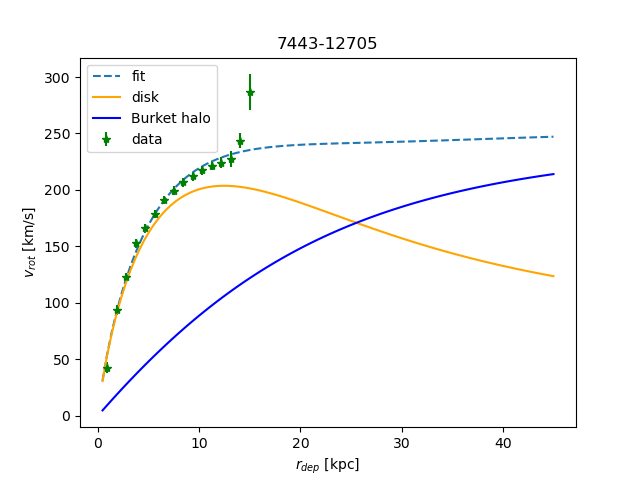 7443-12705
fit
disk
Burket halo
data
300
250
200
150
100
50
0
v_rot [km/s]
0 10 20 30 40
r_dep [kpc]